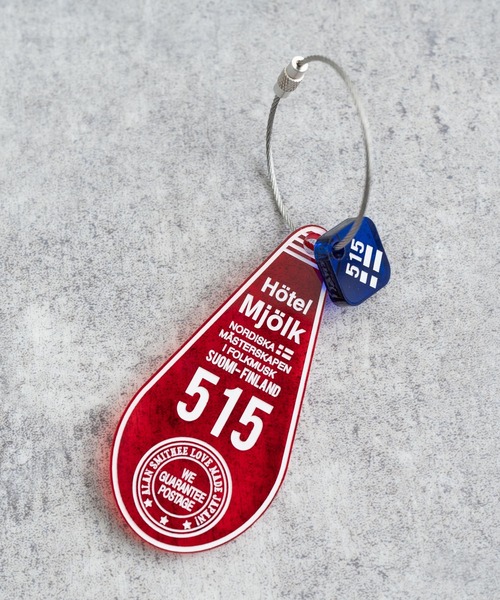 Hötel
Mjölk
NORDISKA
MÄSTERSKAPEN
I FOLKMUSK
SUOMI-FINLAND
515
ALAN SMITHEE LOVE MADE JAPAN!
WE
GUARANTEE
POSTAGE
515